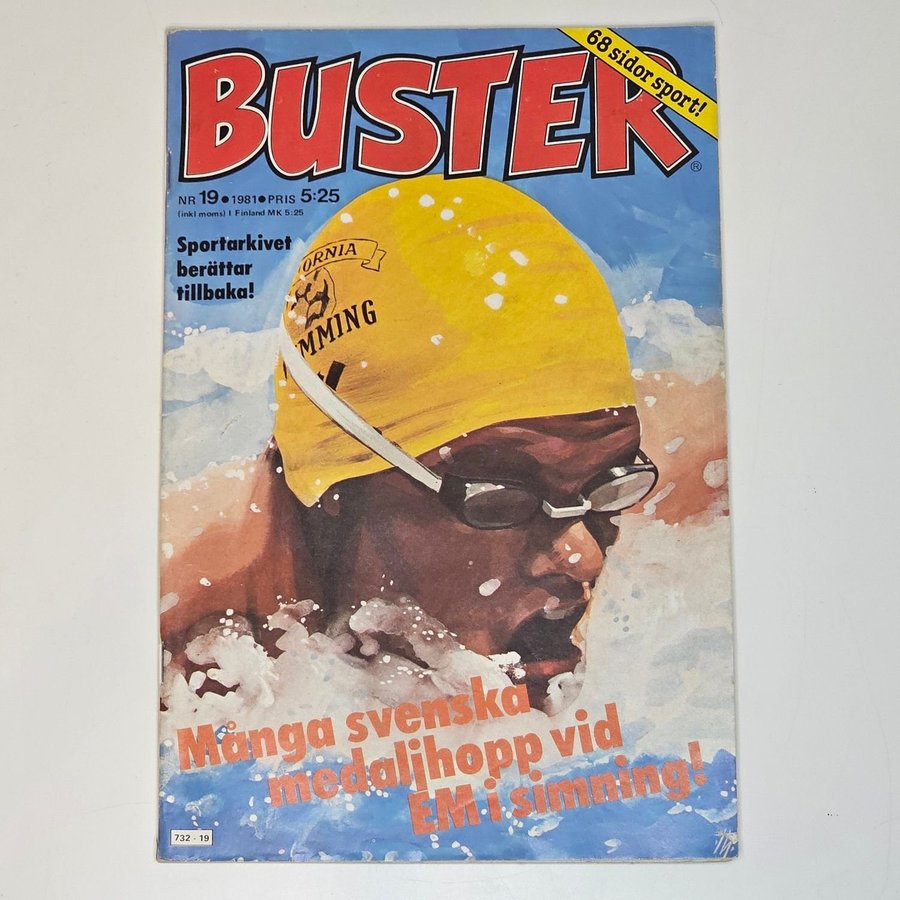 BUSTER
68 sidor sport!
®
NR 19 ● 1981 ● PRIS 5:25
(inkl moms) I Finland MK 5:25
Sportarkivet
berättar
tillbaka!
ORNIA
MMING
Många svenska
medaljhopp vid
EM i simning!
732 - 19